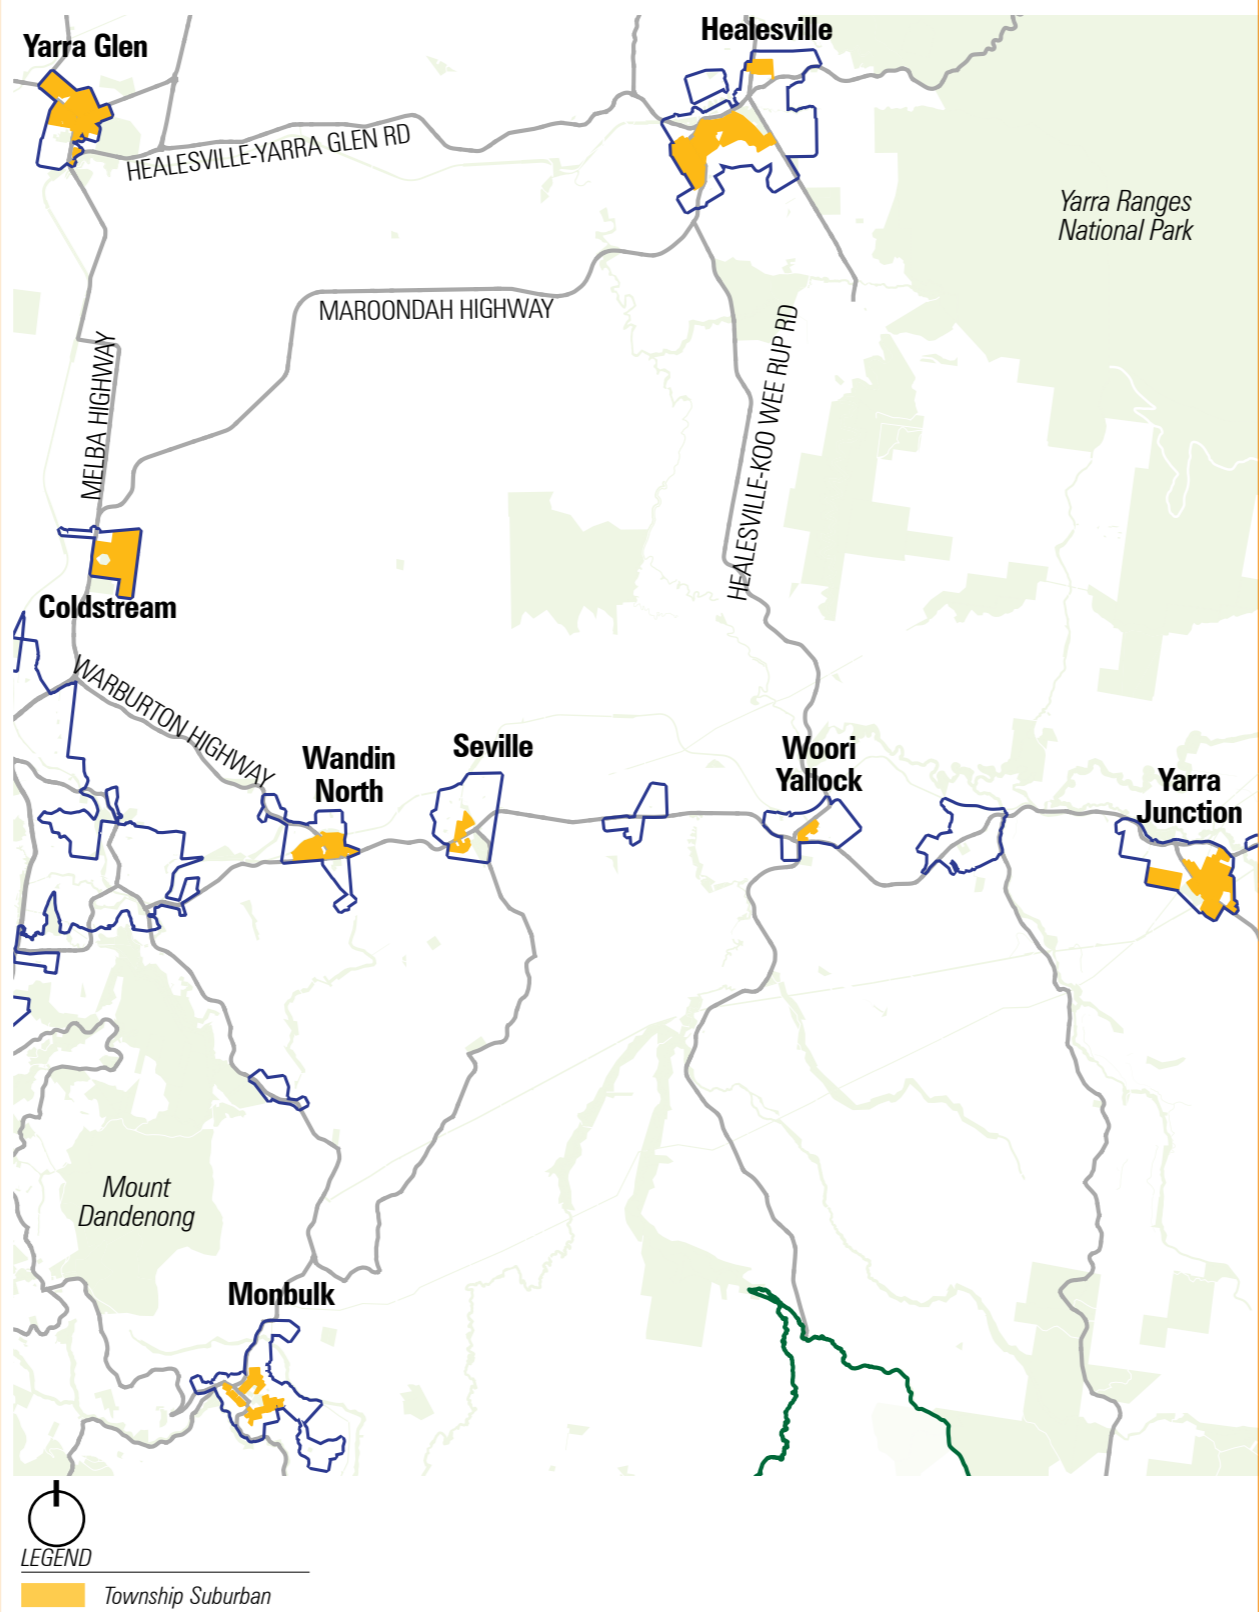 Yarra Glen
Healesville
HEALESVILLE-YARRA GLEN RD
Yarra Ranges
National Park
MAROONDAH HIGHWAY
MELBA HIGHWAY
HEALESVILLE-KOO WEE RUP RD
Coldstream
WARBURTON HIGHWAY
Wandin
North
Seville
Woori
Yallock
Yarra
Junction
Mount
Dandenong
Monbulk
LEGEND
Township Suburban